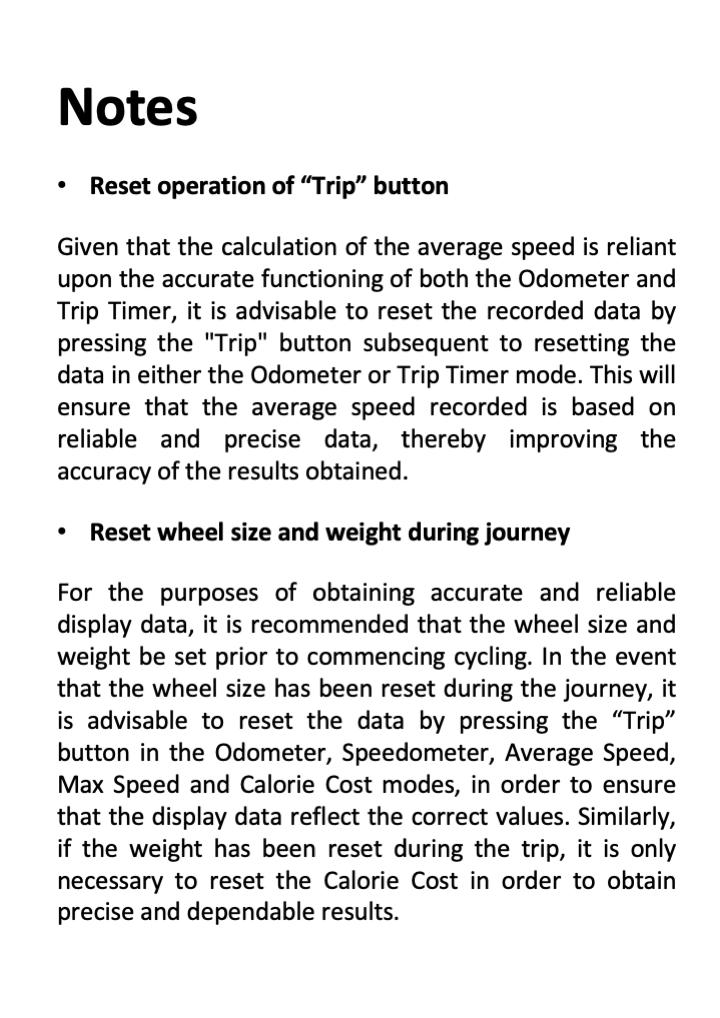 Notes
• Reset operation of “Trip” button
Given that the calculation of the average speed is reliant
upon the accurate functioning of both the Odometer and
Trip Timer, it is advisable to reset the recorded data by
pressing the "Trip" button subsequent to resetting the
data in either the Odometer or Trip Timer mode. This will
ensure that the average speed recorded is based on
reliable and precise data, thereby improving the
accuracy of the results obtained.
• Reset wheel size and weight during journey
For the purposes of obtaining accurate and reliable
display data, it is recommended that the wheel size and
weight be set prior to commencing cycling. In the event
that the wheel size has been reset during the journey, it
is advisable to reset the data by pressing the “Trip”
button in the Odometer, Speedometer, Average Speed,
Max Speed and Calorie Cost modes, in order to ensure
that the display data reflect the correct values. Similarly,
if the weight has been reset during the trip, it is only
necessary to reset the Calorie Cost in order to obtain
precise and dependable results.